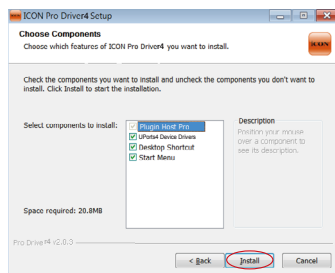 ICON Pro Driver4 Setup
Choose Components
Choose which features of ICON Pro Driver4 you want to install.
ICON
Check the components you want to install and uncheck the components you don't want to
install. Click Install to start the installation.
Select components to install:
Plugin Host Pro
UPorts4 Device Drivers
Desktop Shortcut
Start Menu
Description
Position your mouse
over a component to
see its description.
Space required: 20.8MB
Pro Driver4 v2.0.3
< Back
Install
Cancel